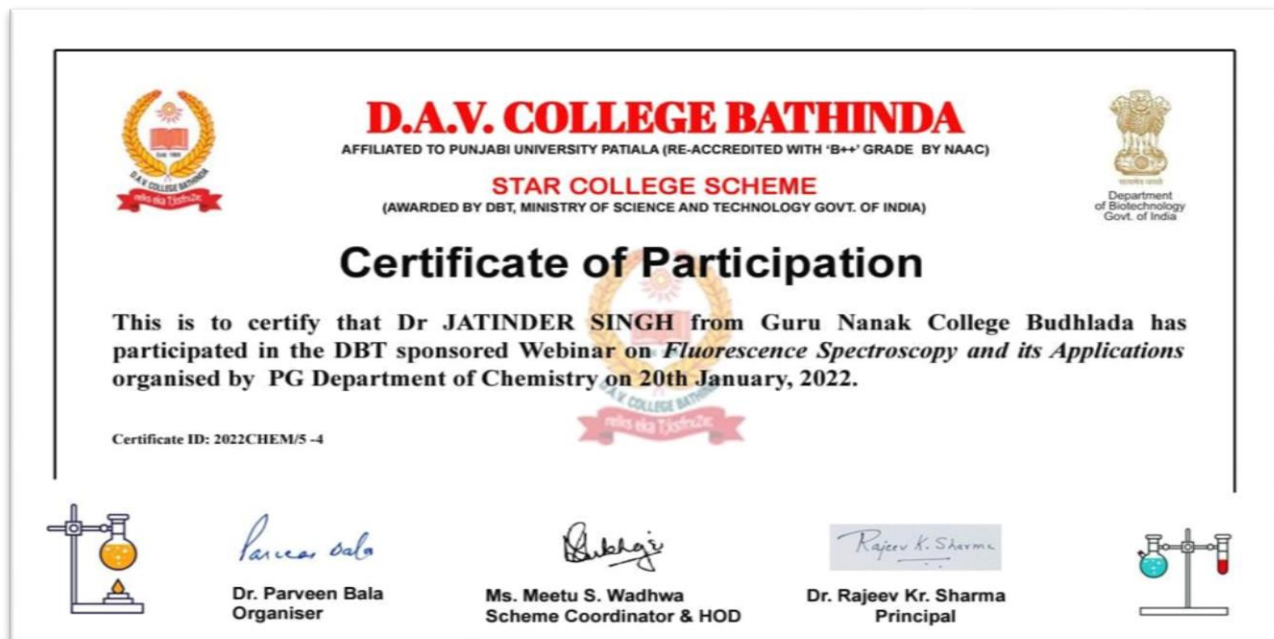 D.A.V. COLLEGE BATHINDA
AFFILIATED TO PUNJABI UNIVERSITY PATIALA (RE-ACCREDITED WITH ‘B++’ GRADE BY NAAC)
STAR COLLEGE SCHEME
(AWARDED BY DBT, MINISTRY OF SCIENCE AND TECHNOLOGY GOVT. OF INDIA)
D.A.V. COLLEGE BATHINDA
Department
of Biotechnology
Govt. of India
Certificate of Participation
This is to certify that Dr JATINDER SINGH from Guru Nanak College Budhlada has
participated in the DBT sponsored Webinar on Fluorescence Spectroscopy and its Applications
organised by PG Department of Chemistry on 20th January, 2022.
D.A.V. COLLEGE BATHINDA
Certificate ID: 2022CHEM/5 -4
Parveen Bala
Rajeev K. Sharma
Dr. Parveen Bala
Organiser
Ms. Meetu S. Wadhwa
Scheme Coordinator & HOD
Dr. Rajeev Kr. Sharma
Principal